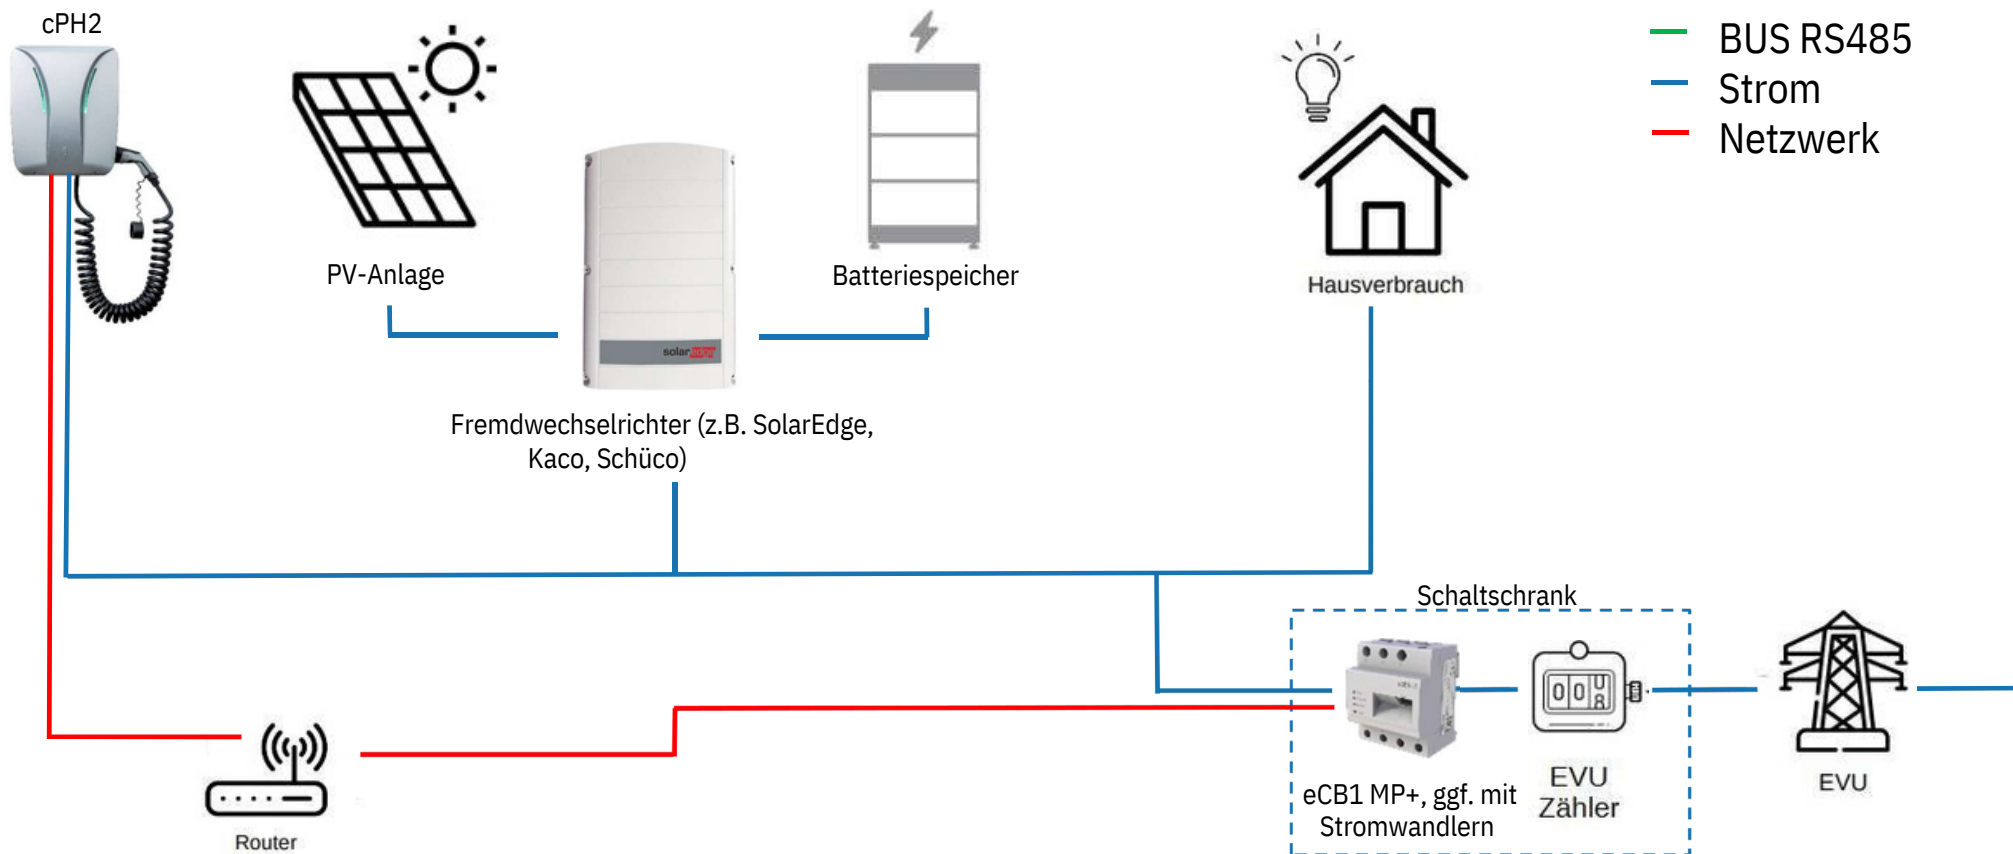 cPH2
BUS RS485
Strom
Netzwerk
PV-Anlage
Batteriespeicher
Hausverbrauch
solaredge
Fremdwechselrichter (z.B. SolarEdge,
Kaco, Schüco)
Schaltschrank
EVU
Zähler
eCB1 MP+, ggf. mit
Stromwandlern
EVU
Router